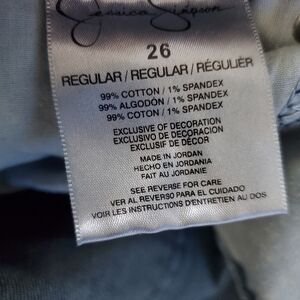 Jessica Simpson
26
REGULAR / REGULAR / RÉGULIER
99% COTTON / 1% SPANDEX
99% ALGODÓN / 1% SPANDEX
99% COTON / 1% SPANDEX
EXCLUSIVE OF DECORATION
EXCLUSIVO DE DECORACIÓN
EXCLUSIF DE DÉCOR
MADE IN JORDAN
HECHO EN JORDANIA
FAIT AU JORDANIE
SEE REVERSE FOR CARE
VER AL REVERSO PARA EL CUIDADO
VOIR LES INSTRUCTIONS D'ENTRETIEN AU DOS